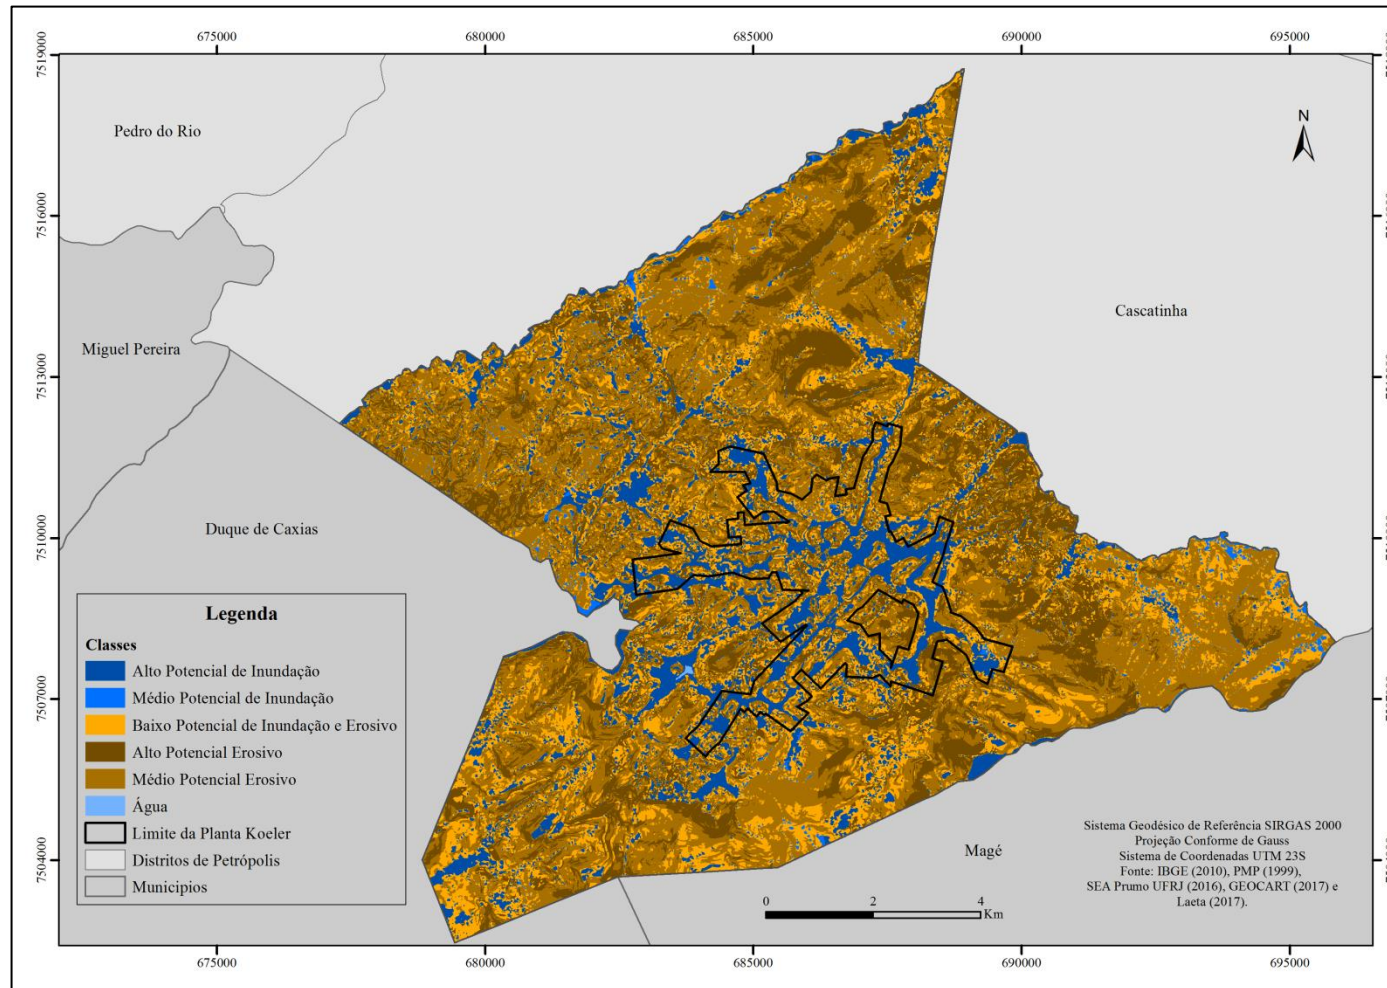 675000
680000
685000
690000
695000
7519000
7516000
7513000
7510000
7507000
7504000
N
Pedro do Rio
Miguel Pereira
Cascatinha
Duque de Caxias
Magé
Legenda
Classes
Alto Potencial de Inundação
Médio Potencial de Inundação
Baixo Potencial de Inundação e Erosivo
Alto Potencial Erosivo
Médio Potencial Erosivo
Água
Limite da Planta Koeler
Distritos de Petrópolis
Municipios
Sistema Geodésico de Referência SIRGAS 2000
Projeção Conforme de Gauss
Sistema de Coordenadas UTM 23S
Fonte: IBGE (2010), PMP (1999),
SEA Prumo UFRJ (2016), GEOCART (2017) e
Laeta (2017).
0 2 4
Km
675000
680000
685000
690000
695000